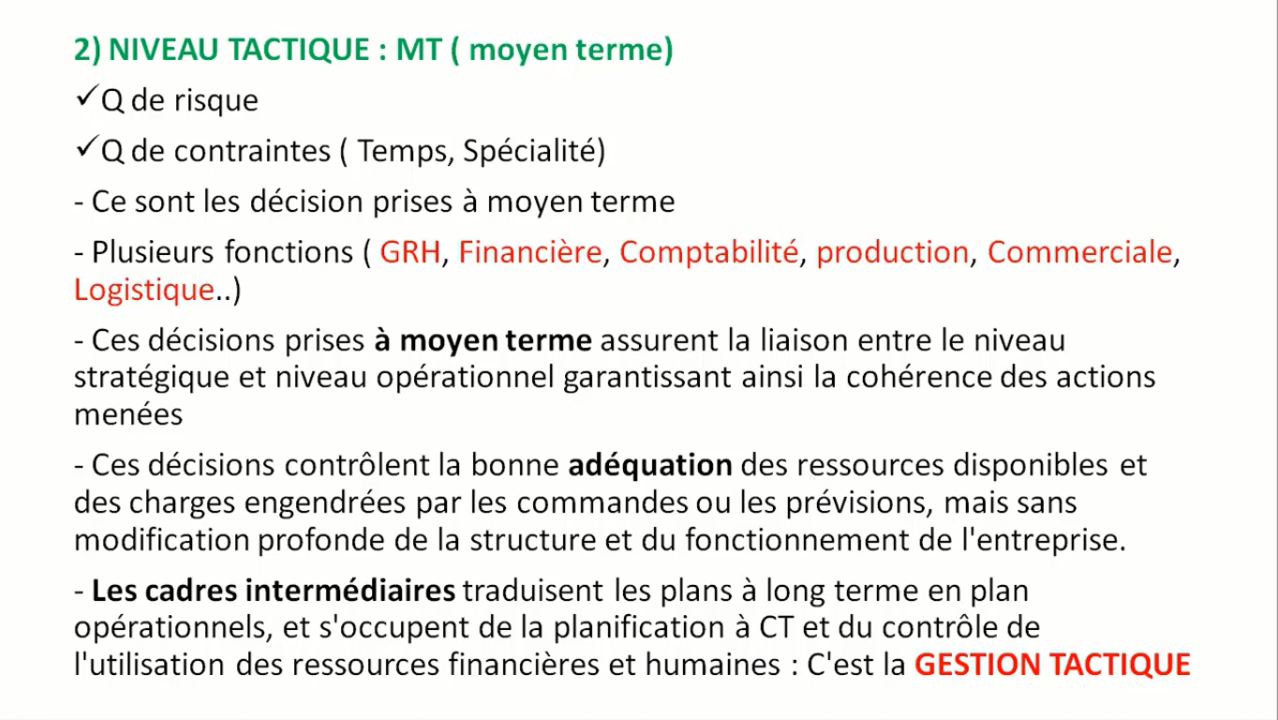 2) NIVEAU TACTIQUE : MT ( moyen terme)
✓Q de risque
✓Q de contraintes ( Temps, Spécialité)
- Ce sont les décision prises à moyen terme
- Plusieurs fonctions ( GRH, Financière, Comptabilité, production, Commerciale,
Logistique..)
- Ces décisions prises à moyen terme assurent la liaison entre le niveau
stratégique et niveau opérationnel garantissant ainsi la cohérence des actions
menées
- Ces décisions contrôlent la bonne adéquation des ressources disponibles et
des charges engendrées par les commandes ou les prévisions, mais sans
modification profonde de la structure et du fonctionnement de l'entreprise.
- Les cadres intermédiaires traduisent les plans à long terme en plan
opérationnels, et s'occupent de la planification à CT et du contrôle de
l'utilisation des ressources financières et humaines : C'est la GESTION TACTIQUE